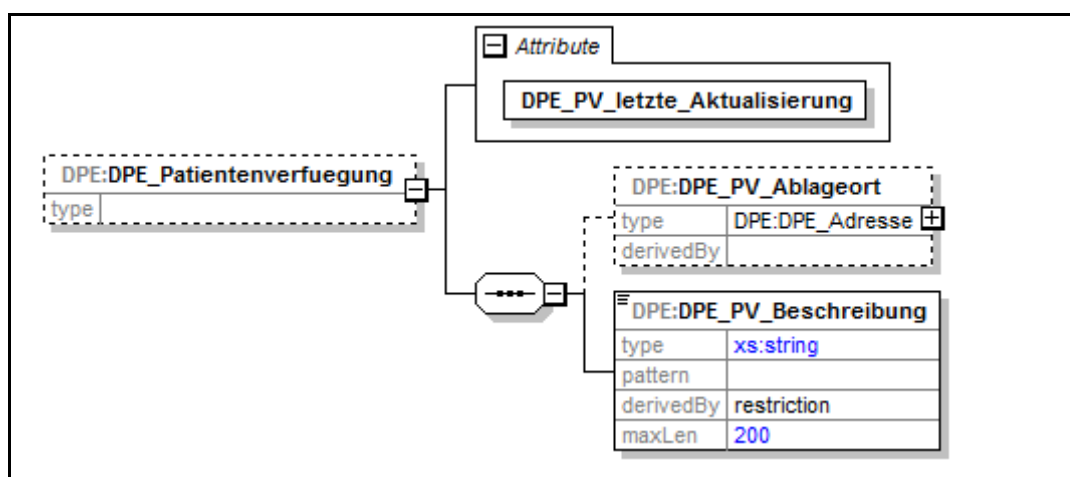 Attribute
DPE_PV_letzte_Aktualisierung
DPE:DPE_Patientenverfuegung
type
DPE:DPE_PV_Ablageort
type DPE:DPE_Adresse
derivedBy
DPE:DPE_PV_Beschreibung
type xs:string
pattern
derivedBy restriction
maxLen 200